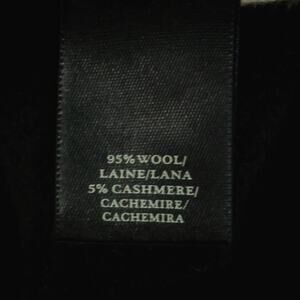 95% WOOL/
LAINE/LANA
5% CASHMERE/
CACHEMIRE/
CACHEMIRA